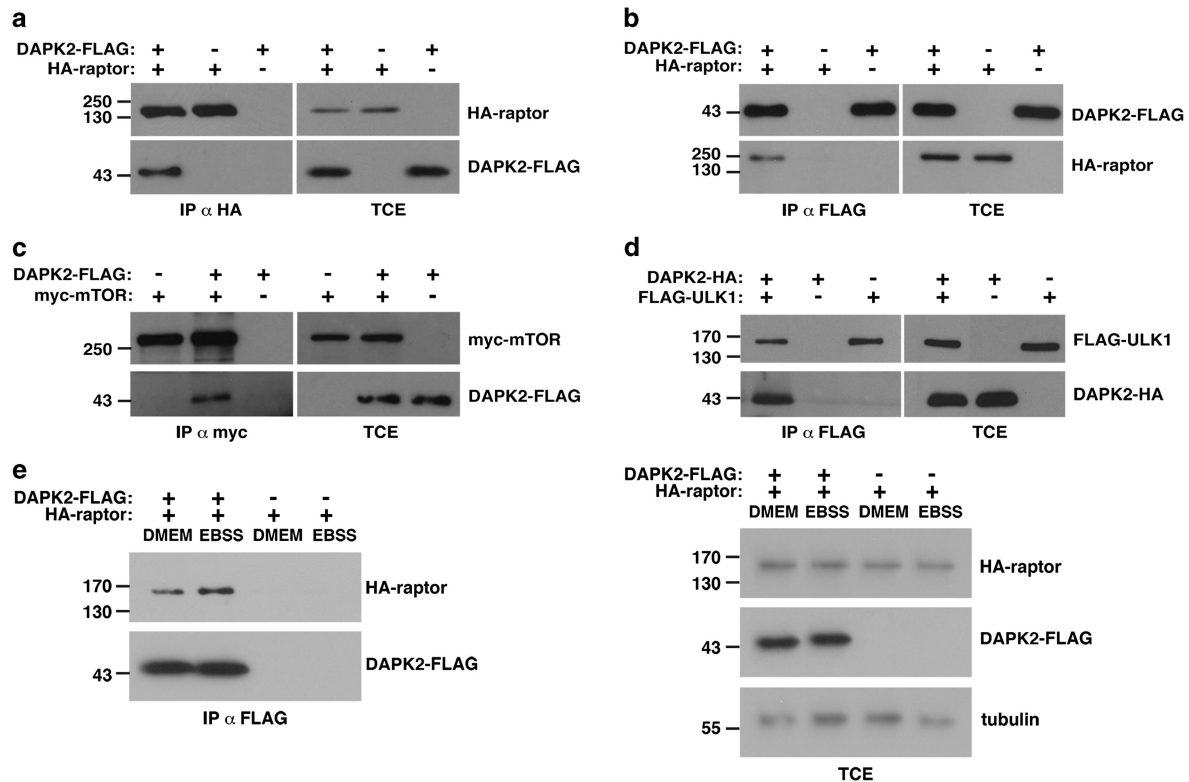 a
DAPK2-FLAG: + - + + - +
HA-raptor: + + - + + -
250
130
HA-raptor
43
DAPK2-FLAG
IP α HA TCE
b
DAPK2-FLAG: + - + + - +
HA-raptor: + + - + + -
43
DAPK2-FLAG
250
130
HA-raptor
IP α FLAG TCE
c
DAPK2-FLAG: - + + - + +
myc-mTOR: + + - + + -
250
myc-mTOR
43
DAPK2-FLAG
IP α myc TCE
d
DAPK2-HA: + + - + + -
FLAG-ULK1: + - + + - +
170
130
FLAG-ULK1
43
DAPK2-HA
IP α FLAG TCE
e
DAPK2-FLAG: + + - -
HA-raptor: + + + +
DMEM EBSS DMEM EBSS
170
130
HA-raptor
43
DAPK2-FLAG
IP α FLAG
DAPK2-FLAG: + + - -
HA-raptor: + + + +
DMEM EBSS DMEM EBSS
170
130
HA-raptor
43
DAPK2-FLAG
55
tubulin
TCE